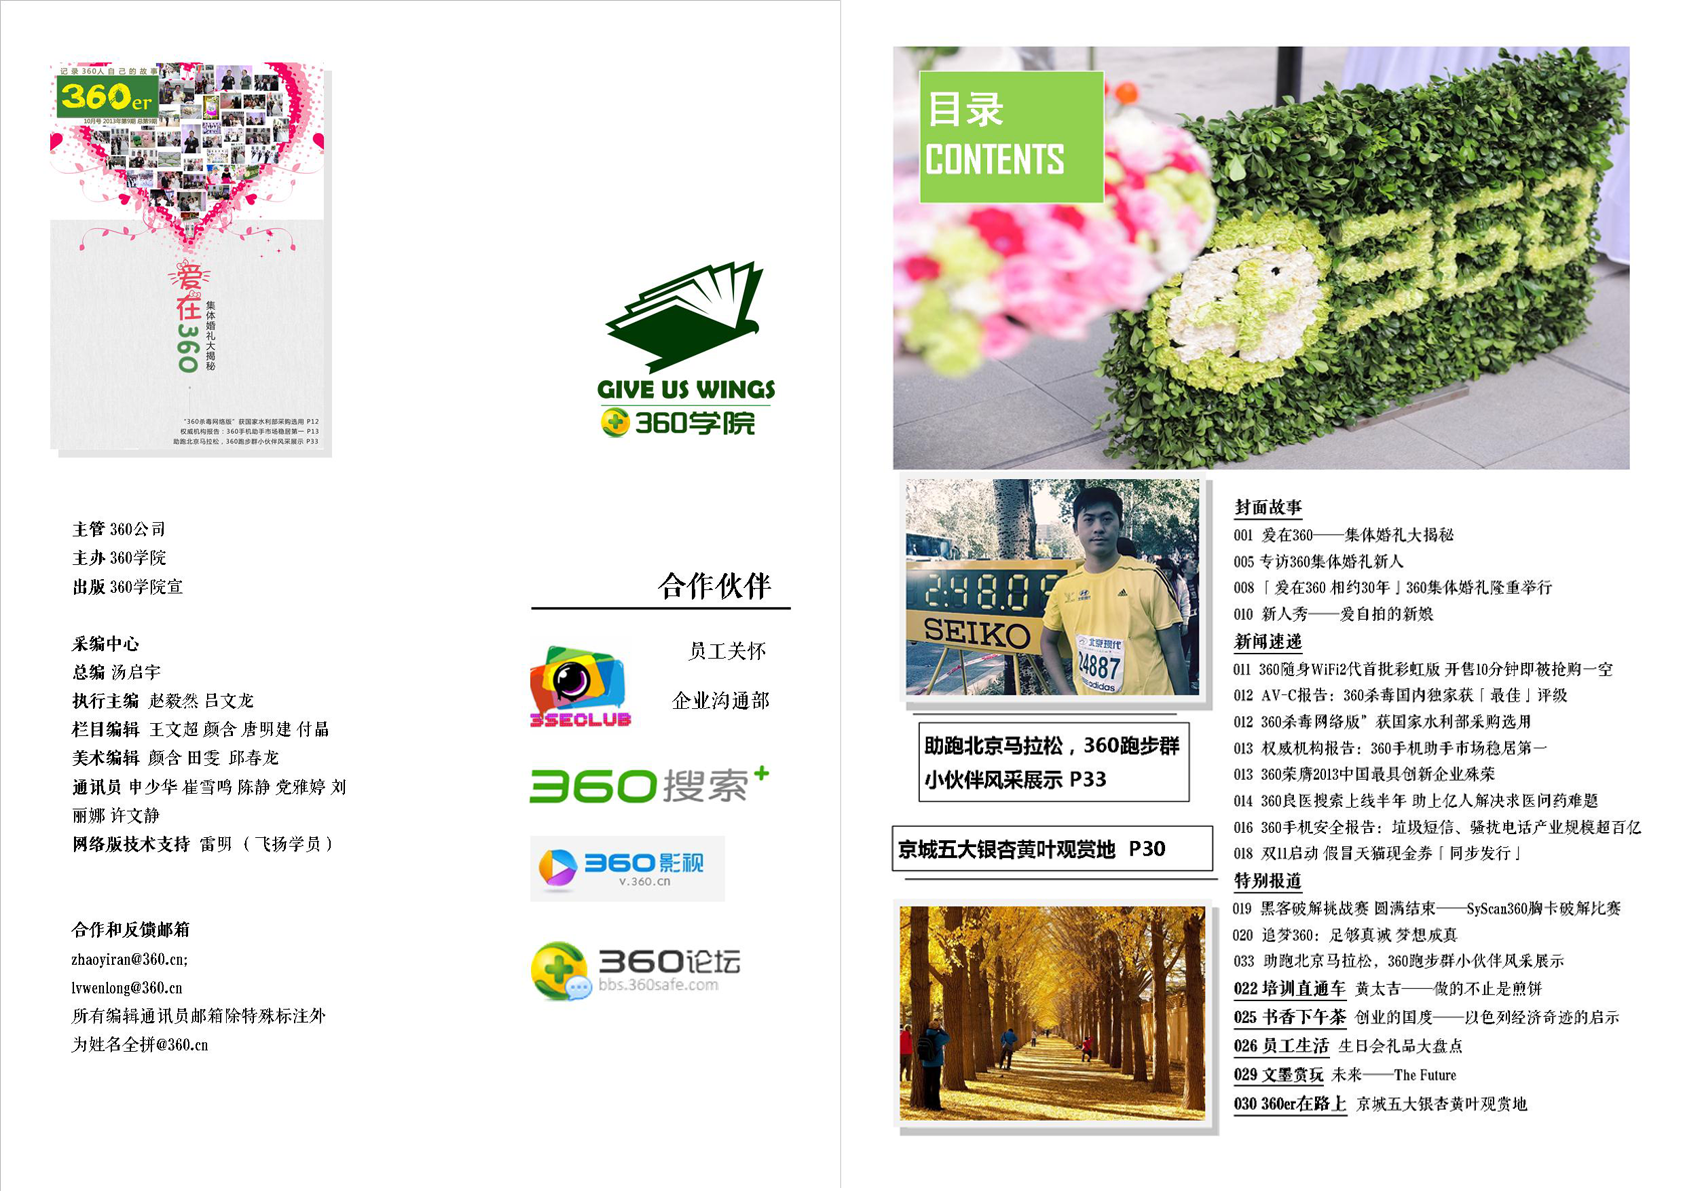 记录360人自己的故事
360er
10月号 2013年第9期 总第9期
爱在360
集体婚礼大揭秘
“360杀毒网络版”获国家水利部采购选用 P12
权威机构报告：360手机助手市场稳居第一 P13
助跑北京马拉松，360跑步群小伙伴风采展示 P33
GIVE US WINGS
360学院
主管 360公司
主办 360学院
出版 360学院宣
采编中心
总编 汤启宇
执行主编 赵毅然 吕文龙
栏目编辑 王文超 颜含 唐明建 付晶
美术编辑 颜含 田雯 邱春龙
通讯员 申少华 崔雪鸣 陈静 党雅婷 刘
丽娜 许文静
网络版技术支持 雷明 （飞扬学员）
合作和反馈邮箱
zhaoyiran@360.cn;
lvwenlong@360.cn
所有编辑通讯员邮箱除特殊标注外
为姓名全拼@360.cn
合作伙伴
员工关怀
企业沟通部
3SECLUB
360搜索+
360影视
v.360.cn
360论坛
bbs.360safe.com
目录
CONTENTS
360
2:48:05
SEIKO
北京现代
24887
adidas
助跑北京马拉松，360跑步群
小伙伴风采展示 P33
京城五大银杏黄叶观赏地 P30
封面故事
001 爱在360——集体婚礼大揭秘
005 专访360集体婚礼新人
008「 爱在360 相约30年」360集体婚礼隆重举行
010 新人秀——爱自拍的新娘
新闻速递
011 360随身WiFi2代首批彩虹版 开售10分钟即被抢购一空
012 AV-C报告：360杀毒国内独家获「 最佳」评级
012 360杀毒网络版” 获国家水利部采购选用
013 权威机构报告：360手机助手市场稳居第一
013 360荣膺2013中国最具创新企业殊荣
014 360良医搜索上线半年 助上亿人解决求医问药难题
016 360手机安全报告：垃圾短信、骚扰电话产业规模超百亿
018 双11启动 假冒天猫现金券「 同步发行」
特别报道
019 黑客破解挑战赛 圆满结束——SyScan360胸卡破解比赛
020 追梦360：足够真诚 梦想成真
033 助跑北京马拉松，360跑步群小伙伴风采展示
022 培训直通车 黄太吉——做的不止是煎饼
025 书香下午茶 创业的国度——以色列经济奇迹的启示
026 员工生活 生日会礼品大盘点
029 文墨赏玩 未来——The Future
030 360er在路上 京城五大银杏黄叶观赏地